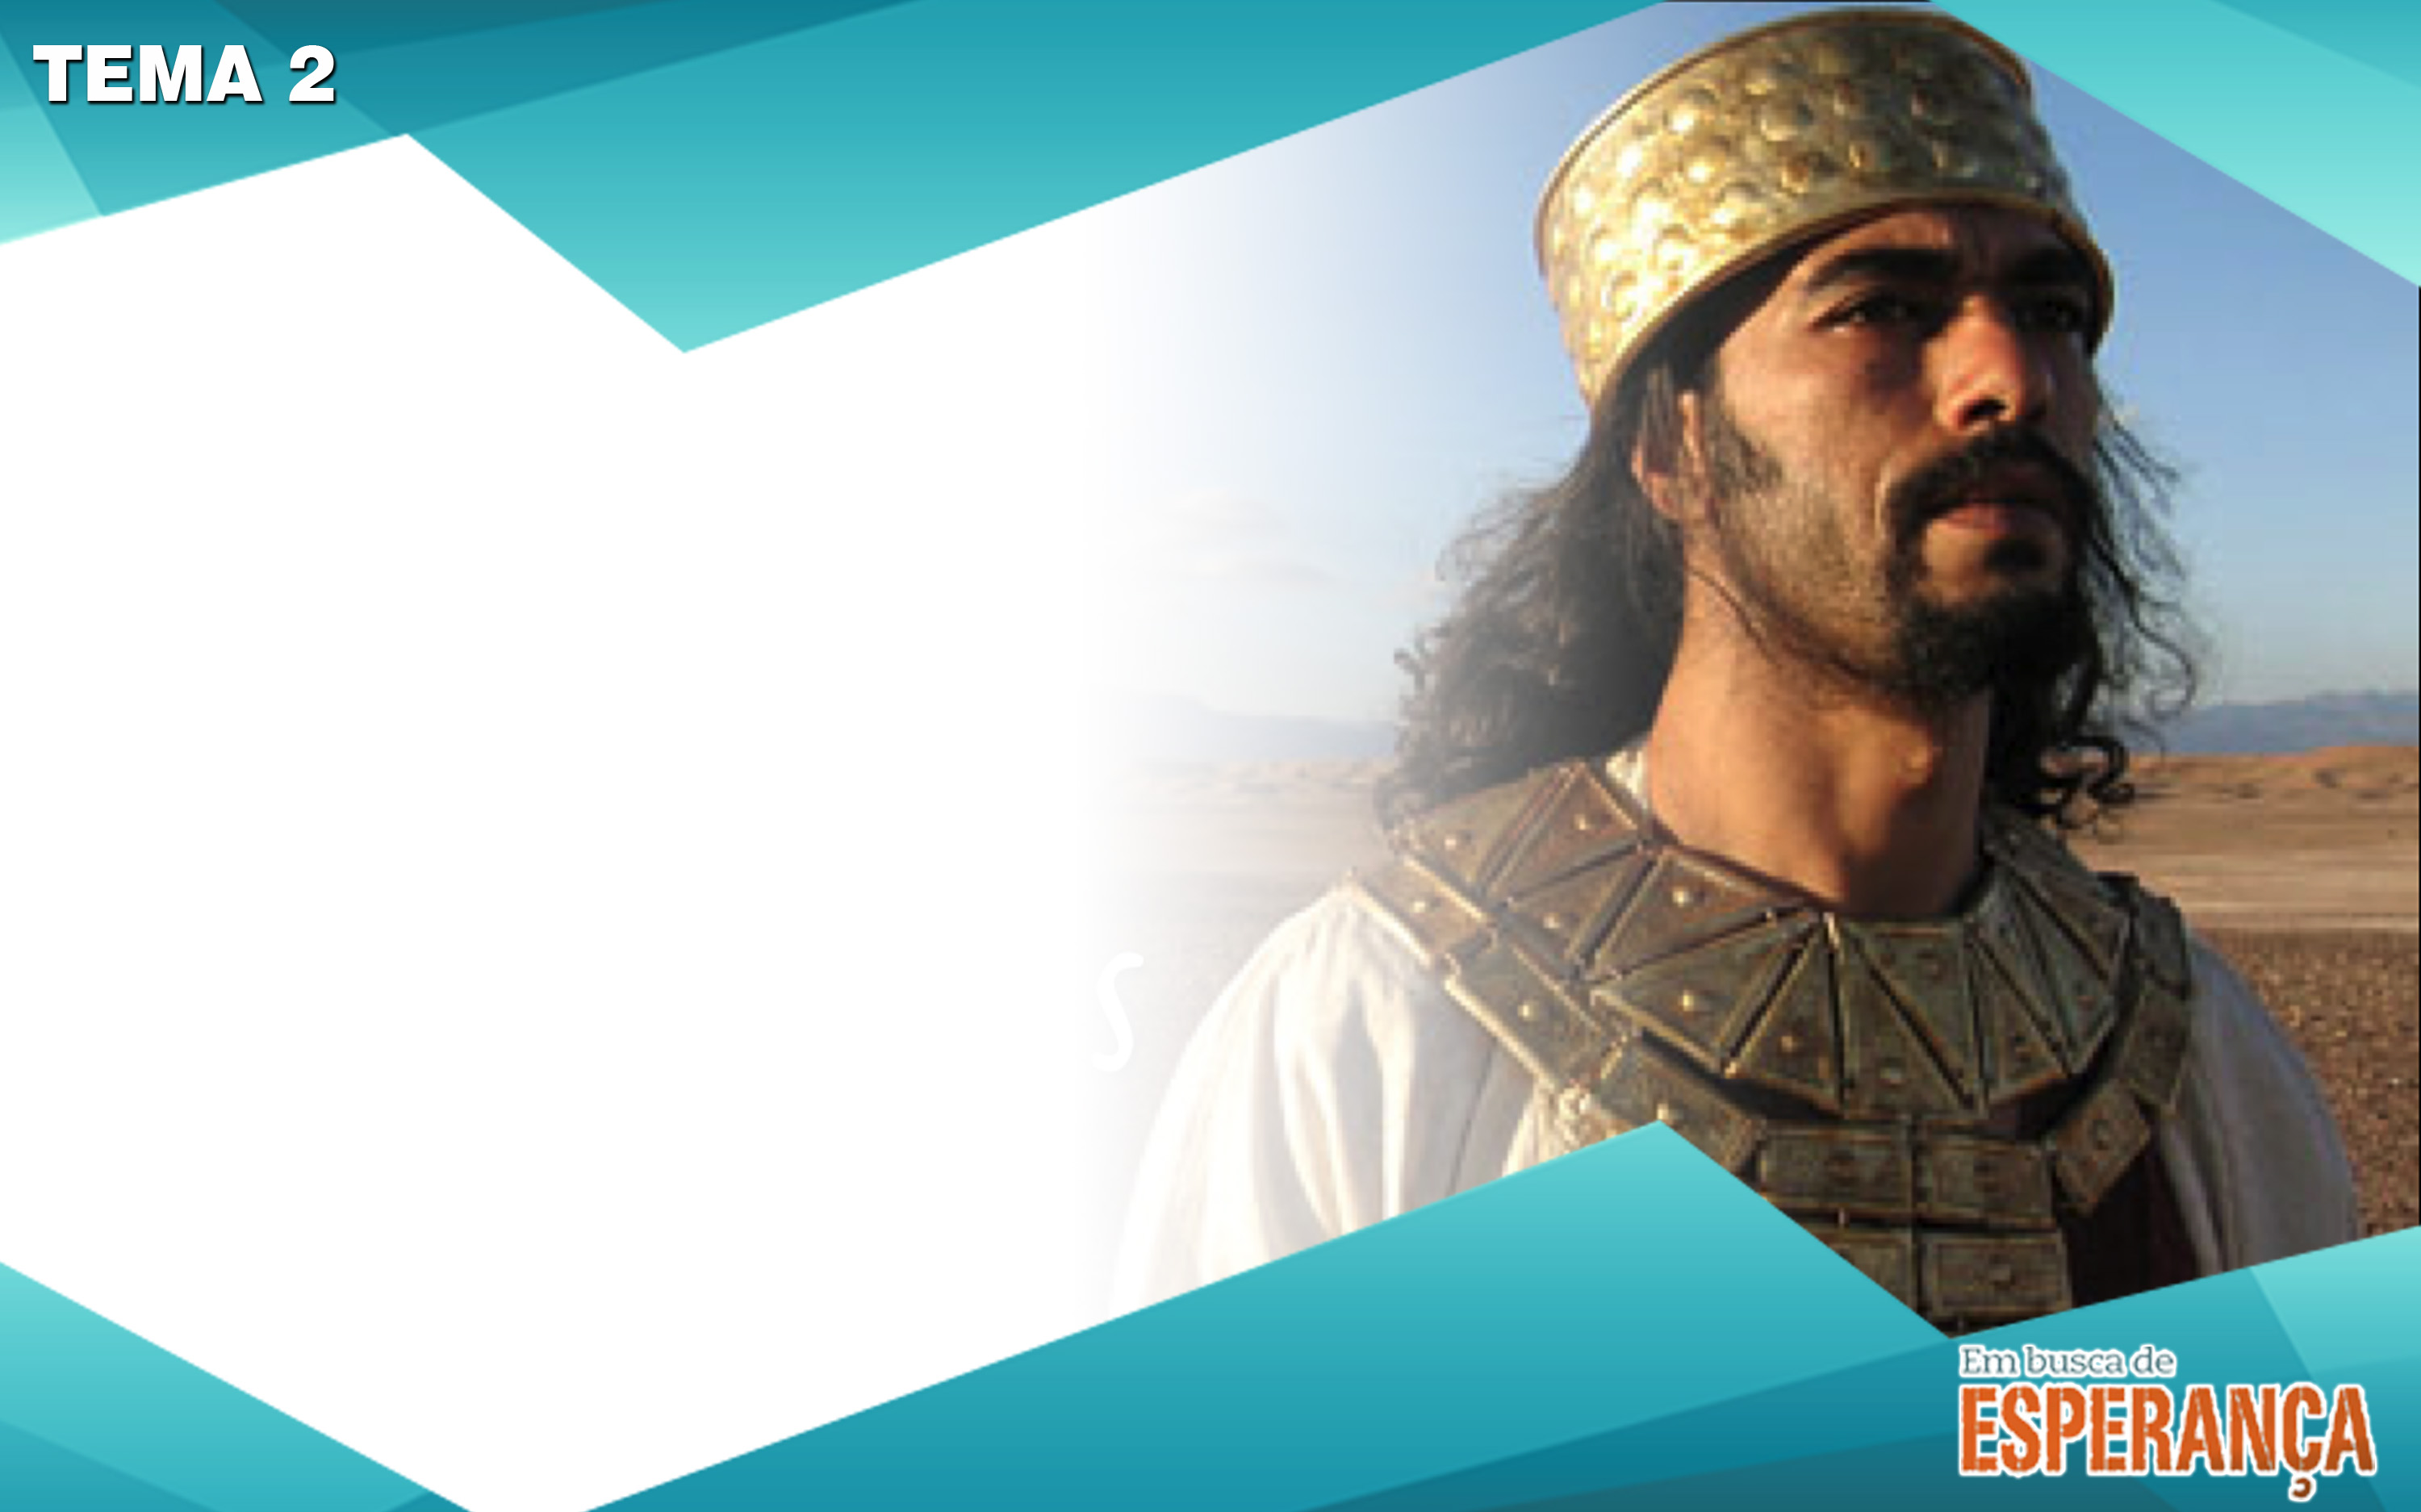 TEMA 2
S
Em busca de
ESPERANÇA